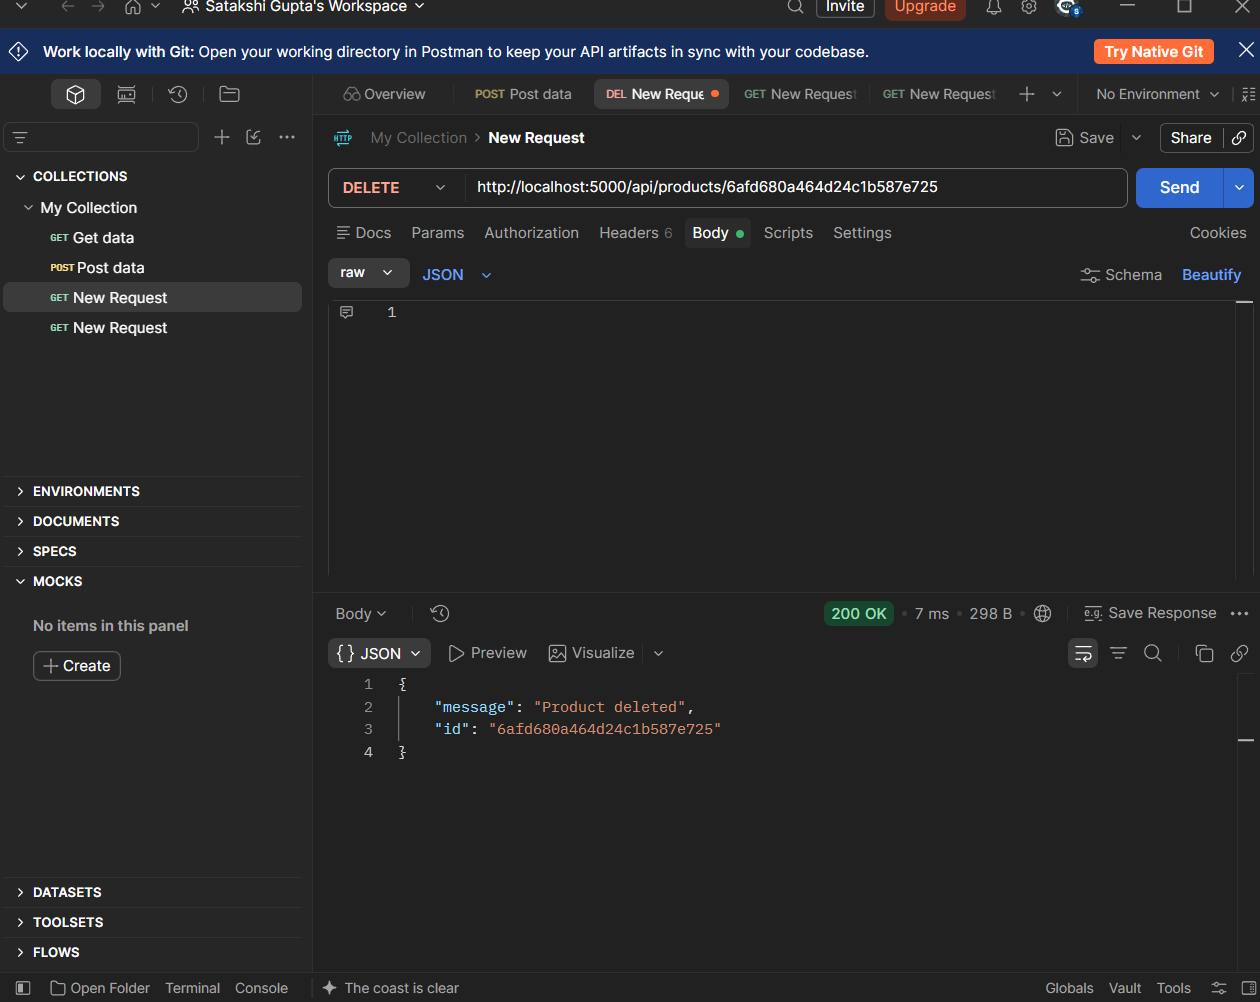 Satakshi Gupta's Workspace
Invite
Upgrade
Work locally with Git: Open your working directory in Postman to keep your API artifacts in sync with your codebase.
Try Native Git
Overview
POST Post data
DEL New Reque
GET New Request
GET New Request
No Environment
HTTP
My Collection > New Request
Save
Share
COLLECTIONS
My Collection
GET Get data
POST Post data
GET New Request
GET New Request
DELETE
http://localhost:5000/api/products/6afd680a464d24c1b587e725
Send
Docs
Params
Authorization
Headers 6
Body
Scripts
Settings
Cookies
raw
JSON
Schema
Beautify
1
ENVIRONMENTS
DOCUMENTS
SPECS
MOCKS
No items in this panel
+ Create
DATASETS
TOOLSETS
FLOWS
Body
200 OK
7 ms
298 B
e.g. Save Response
{} JSON
Preview
Visualize
1 {
2 "message": "Product deleted",
3 "id": "6afd680a464d24c1b587e725"
4 }
Open Folder
Terminal
Console
The coast is clear
Globals
Vault
Tools